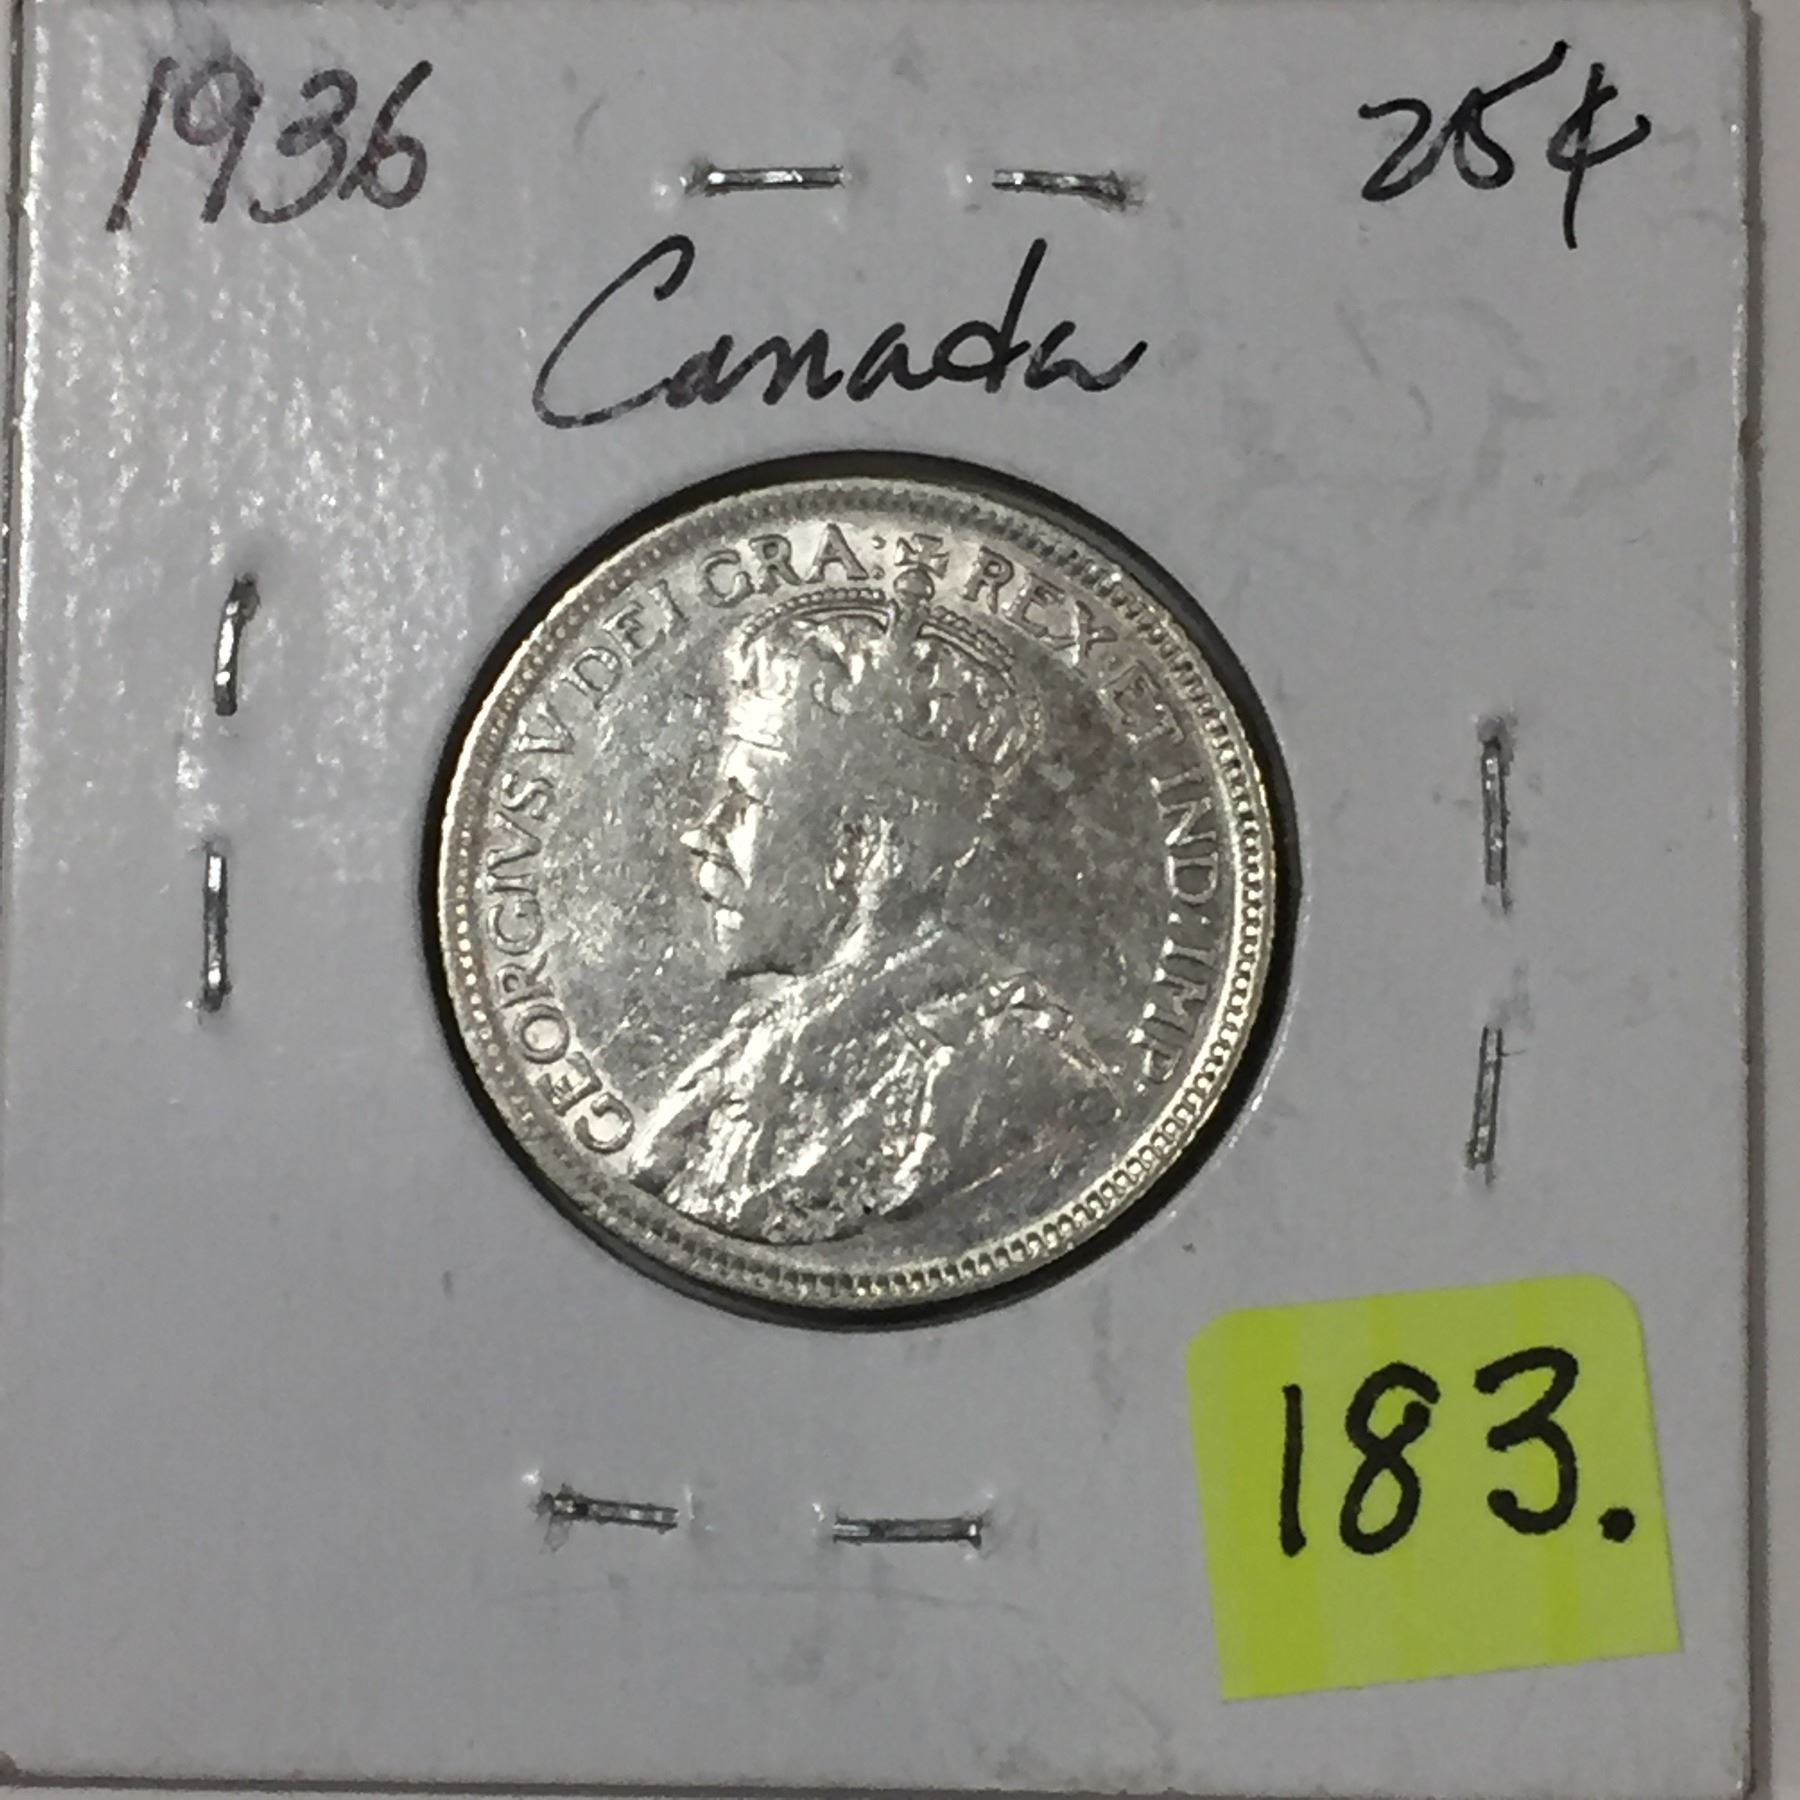 1936 25¢
Canada
GEORGIVS V DEI GRA: REX ET IND: IMP
183.